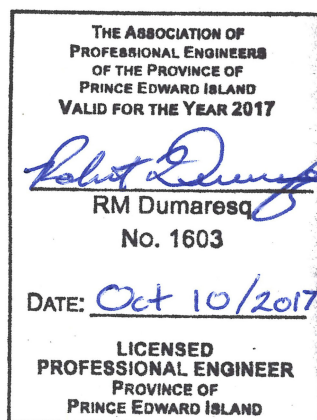 THE ASSOCIATION OF
PROFESSIONAL ENGINEERS
OF THE PROVINCE OF
PRINCE EDWARD ISLAND
VALID FOR THE YEAR 2017
RM Dumaresq
No. 1603
DATE: Oct 10/2017
LICENSED
PROFESSIONAL ENGINEER
PROVINCE OF
PRINCE EDWARD ISLAND